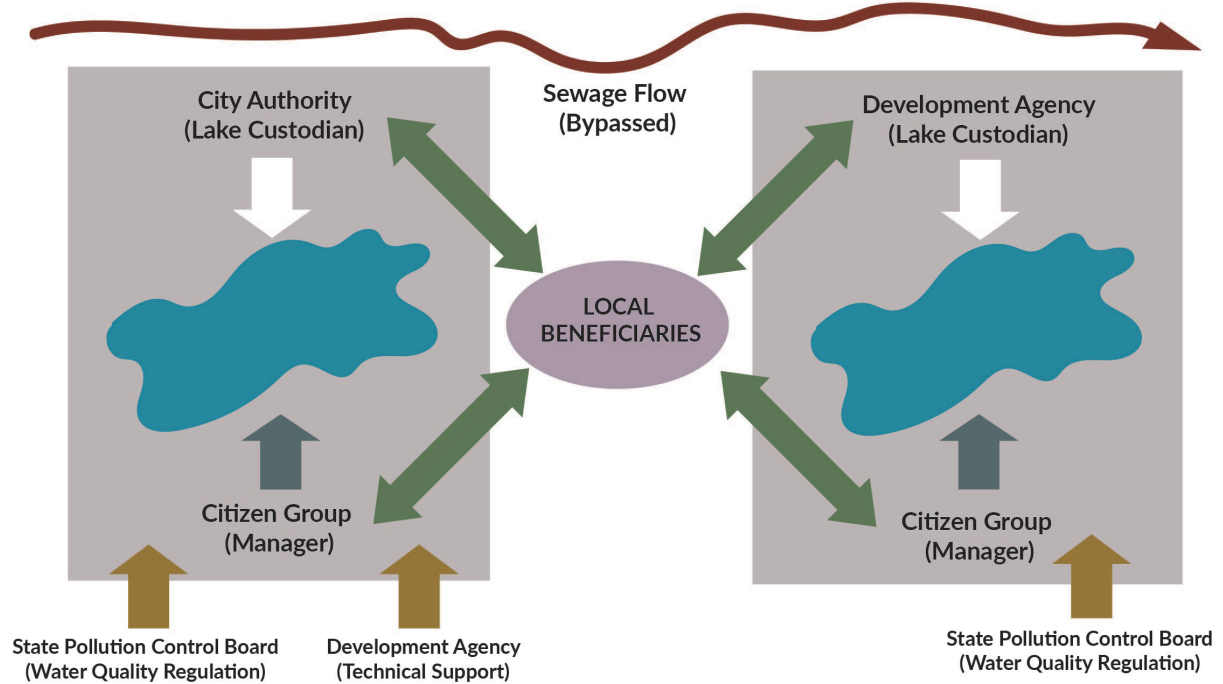 Sewage Flow
(Bypassed)
City Authority
(Lake Custodian)
Development Agency
(Lake Custodian)
LOCAL
BENEFICIARIES
Citizen Group
(Manager)
Citizen Group
(Manager)
State Pollution Control Board
(Water Quality Regulation)
Development Agency
(Technical Support)
State Pollution Control Board
(Water Quality Regulation)